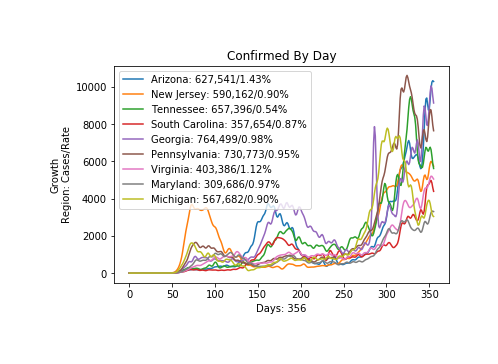 Confirmed By Day
Growth
Region: Cases/Rate
10000
8000
6000
4000
2000
0
Arizona: 627,541/1.43%
New Jersey: 590,162/0.90%
Tennessee: 657,396/0.54%
South Carolina: 357,654/0.87%
Georgia: 764,499/0.98%
Pennsylvania: 730,773/0.95%
Virginia: 403,386/1.12%
Maryland: 309,686/0.97%
Michigan: 567,682/0.90%
0 50 100 150 200 250 300 350
Days: 356